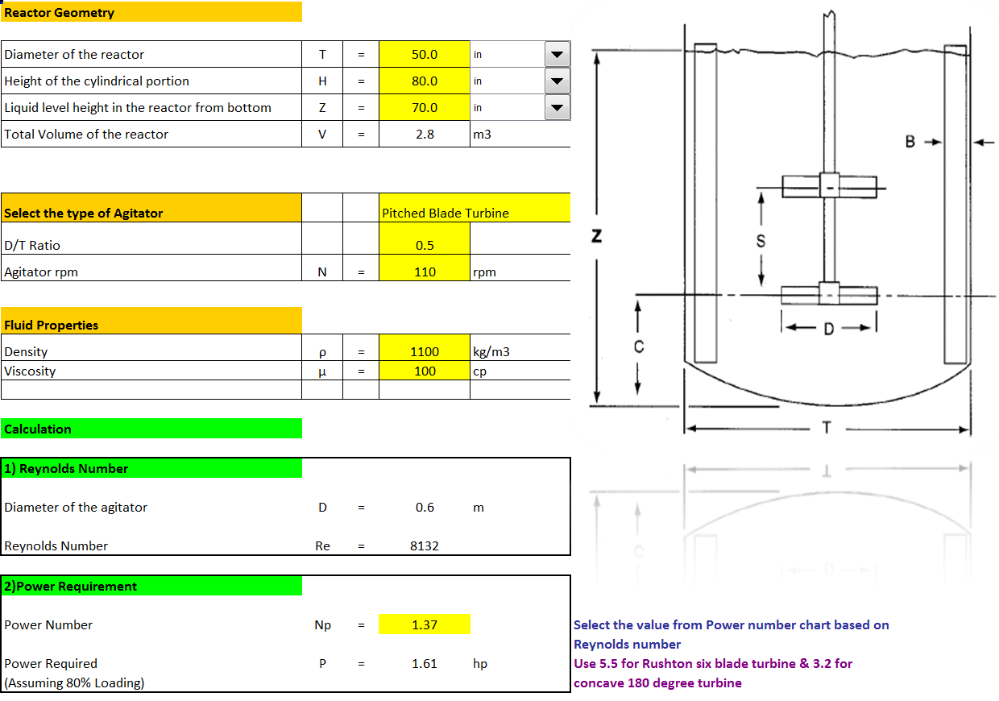 Reactor Geometry
Diameter of the reactor T = 50.0 in
Height of the cylindrical portion H = 80.0 in
Liquid level height in the reactor from bottom Z = 70.0 in
Total Volume of the reactor V = 2.8 m3
Select the type of Agitator Pitched Blade Turbine
D/T Ratio 0.5
Agitator rpm N = 110 rpm
Fluid Properties
Density ρ = 1100 kg/m3
Viscosity μ = 100 cp
Calculation
1) Reynolds Number
Diameter of the agitator D = 0.6 m
Reynolds Number Re = 8132
2)Power Requirement
Power Number Np = 1.37
Power Required P = 1.61 hp
(Assuming 80% Loading)
B
Z
S
D
C
T
Select the value from Power number chart based on
Reynolds number
Use 5.5 for Rushton six blade turbine & 3.2 for
concave 180 degree turbine